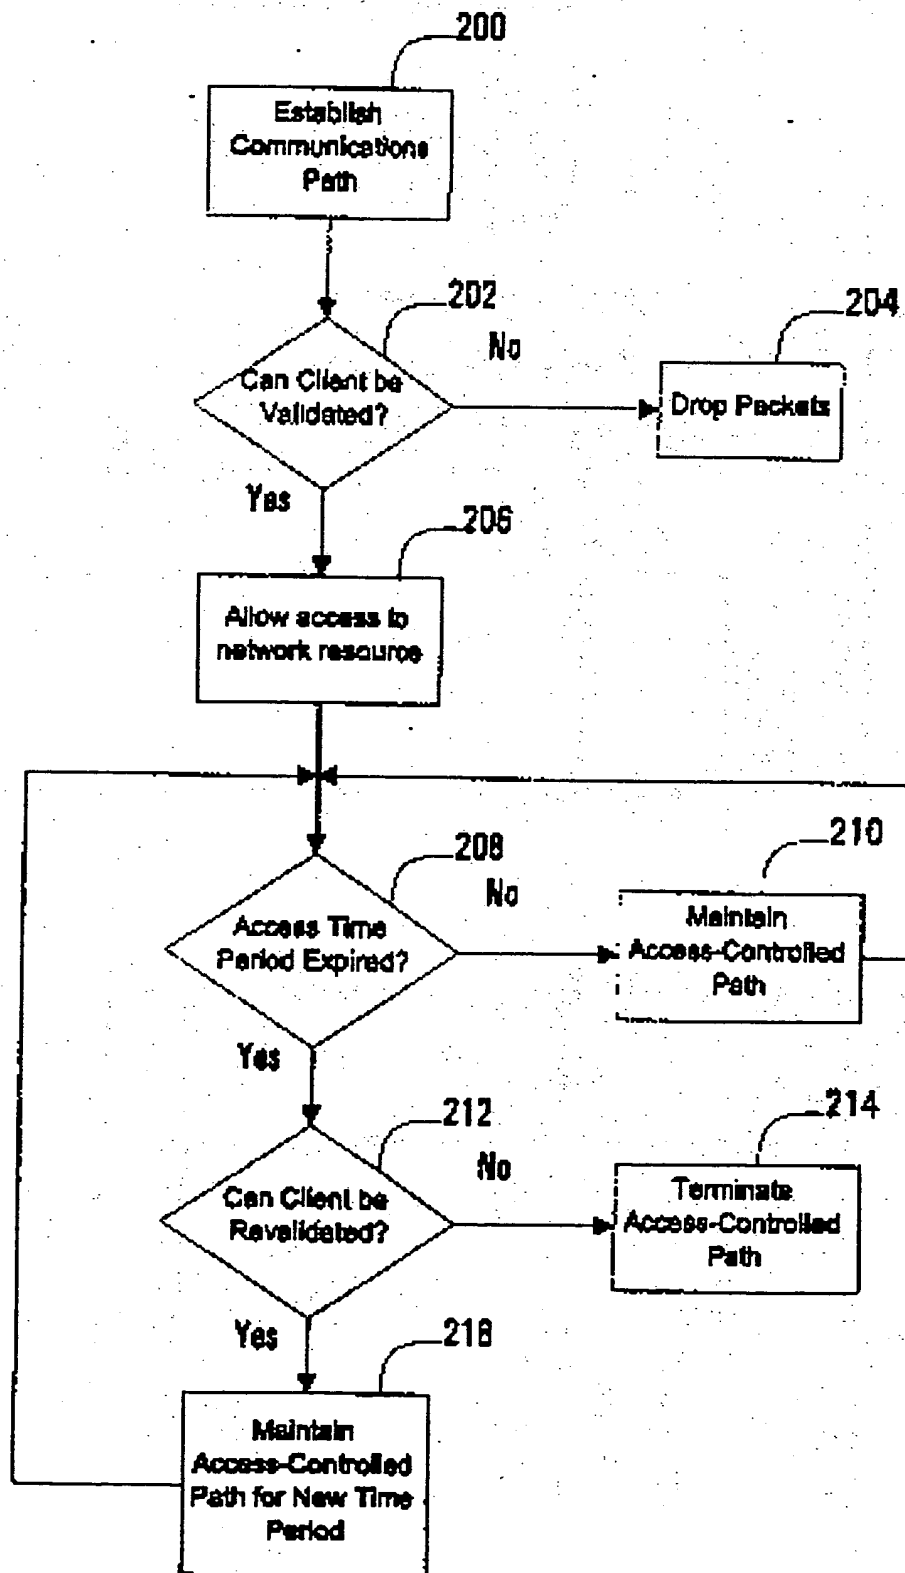 200
Establish
Communications
Path
202
Can Client be
Validated?
No
204
Drop Packets
Yes
206
Allow access to
network resource
208
Access Time
Period Expired?
No
210
Maintain
Access-Controlled
Path
Yes
212
Can Client be
Revalidated?
No
214
Terminate
Access-Controlled
Path
Yes
216
Maintain
Access-Controlled
Path for New Time
Period